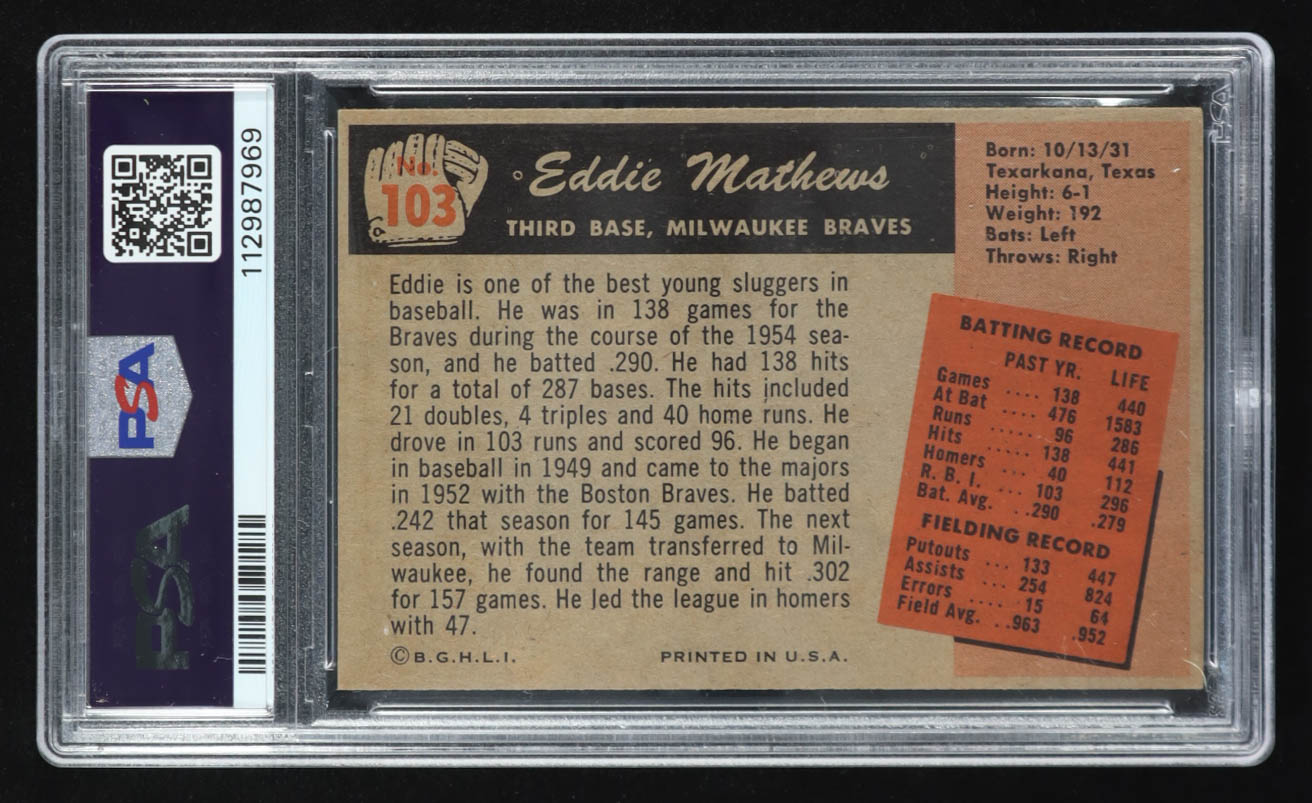 112987969
PSA
PSA
PSA
No.
103
Eddie Mathews
THIRD BASE, MILWAUKEE BRAVES
Born: 10/13/31
Texarkana, Texas
Height: 6-1
Weight: 192
Bats: Left
Throws: Right
Eddie is one of the best young sluggers in
baseball. He was in 138 games for the
Braves during the course of the 1954 sea-
son, and he batted .290. He had 138 hits
for a total of 287 bases. The hits included
21 doubles, 4 triples and 40 home runs. He
drove in 103 runs and scored 96. He began
in baseball in 1949 and came to the majors
in 1952 with the Boston Braves. He batted
.242 that season for 145 games. The next
season, with the team transferred to Mil-
waukee, he found the range and hit .302
for 157 games. He led the league in homers
with 47.
BATTING RECORD
PAST YR. LIFE
Games .... 138 440
At Bat .... 476 1583
Runs ...... 96 286
Hits ...... 138 441
Homers ... 40 112
R. B. I. ... 103 296
Bat. Avg. ..290 .279
FIELDING RECORD
Putouts ... 133 447
Assists ... 254 824
Errors .... 15 64
Field Avg. ..963 .952
© B.G.H.L.I. PRINTED IN U.S.A.